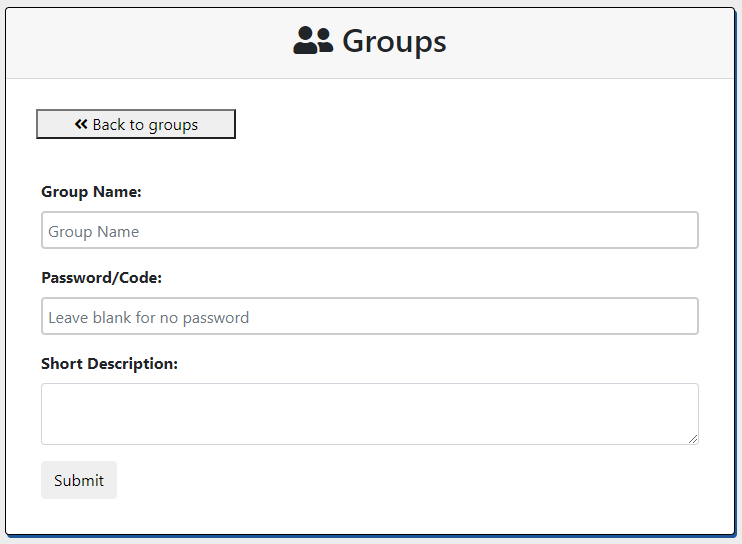 Groups
Back to groups
Group Name:
Group Name
Password/Code:
Leave blank for no password
Short Description:
Submit